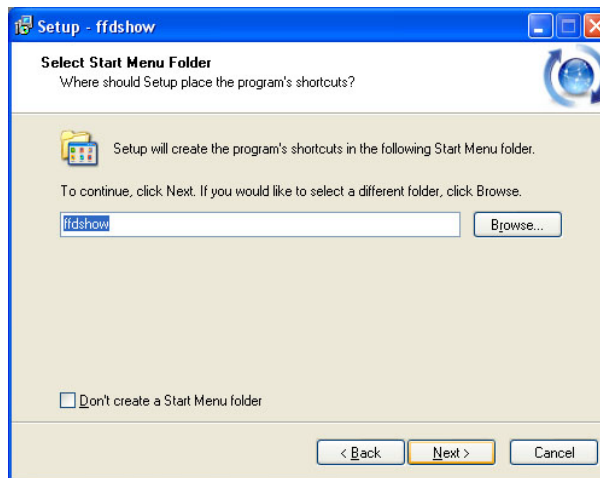 Setup - ffdshow
Select Start Menu Folder
Where should Setup place the program's shortcuts?
Setup will create the program's shortcuts in the following Start Menu folder.
To continue, click Next. If you would like to select a different folder, click Browse.
ffdshow
Browse...
Don't create a Start Menu folder
< Back
Next >
Cancel